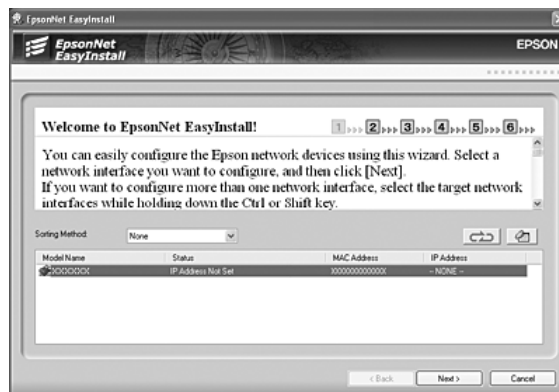 EpsonNet EasyInstall
EpsonNet
EasyInstall
EPSON
Welcome to EpsonNet EasyInstall!
1 >>> 2 >>> 3 >>> 4 >>> 5 >>> 6 >>>
You can easily configure the Epson network devices using this wizard. Select a
network interface you want to configure, and then click [Next].
If you want to configure more than one network interface, select the target network
interfaces while holding down the Ctrl or Shift key.
Sorting Method: None
Model Name Status MAC Address IP Address
XXXXXXX IP Address Not Set XXXXXXXXXXXX -- NONE --
< Back Next > Cancel